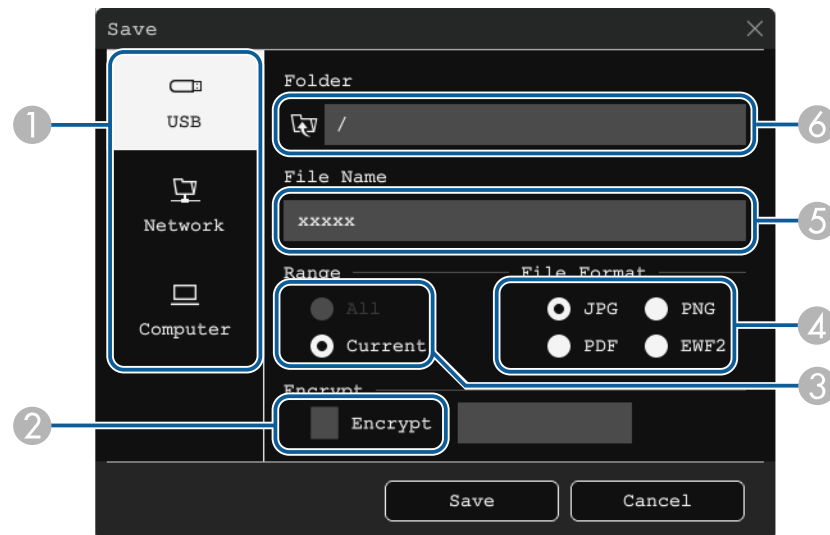 Save
1
USB
Network
Computer
Folder
/
6
File Name
xxxxx
5
Range
All
Current
3
File Format
JPG PNG
PDF EWF2
4
Encrypt
2
Encrypt
Save Cancel